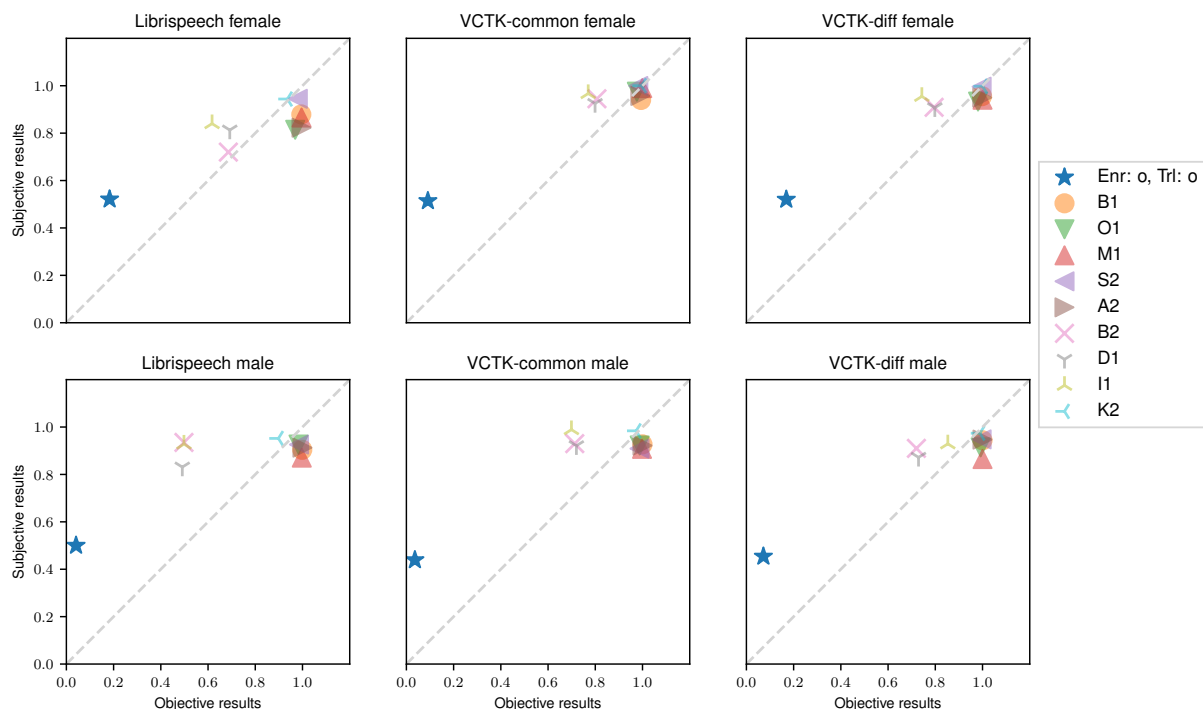 Librispeech female
VCTK-common female
VCTK-diff female
1.0
0.8
0.6
0.4
0.2
0.0
Subjective results
Enr: o, Trl: o
B1
O1
M1
S2
A2
B2
D1
I1
K2
Librispeech male
VCTK-common male
VCTK-diff male
1.0
0.8
0.6
0.4
0.2
0.0
Subjective results
0.0 0.2 0.4 0.6 0.8 1.0
0.0 0.2 0.4 0.6 0.8 1.0
0.0 0.2 0.4 0.6 0.8 1.0
Objective results
Objective results
Objective results